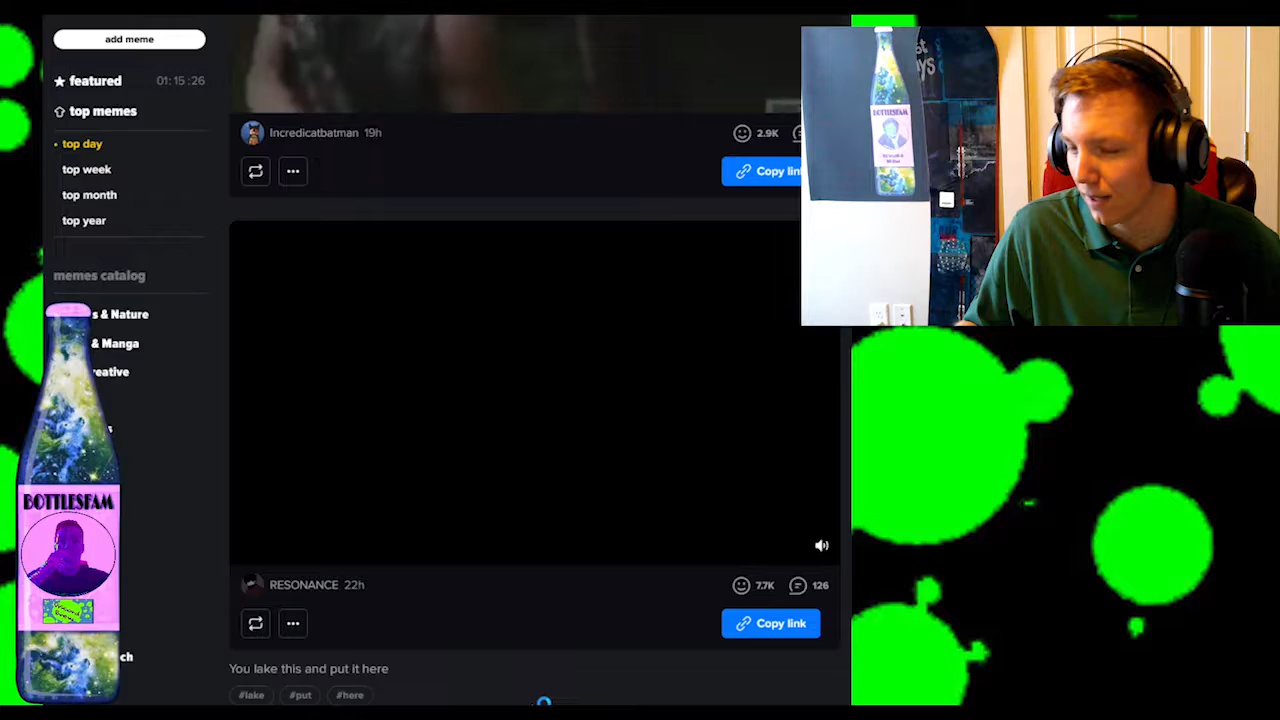 add meme
featured 01:15:26
top memes
top day
top week
top month
top year
memes catalog
s & Nature
& Manga
reative
s
ch
Incredicatbatman 19h
2.9K
Copy lin
RESONANCE 22h
7.7K 126
Copy link
You lake this and put it here
#lake #put #here
BOTTLESFAM
BOTTLESFAM